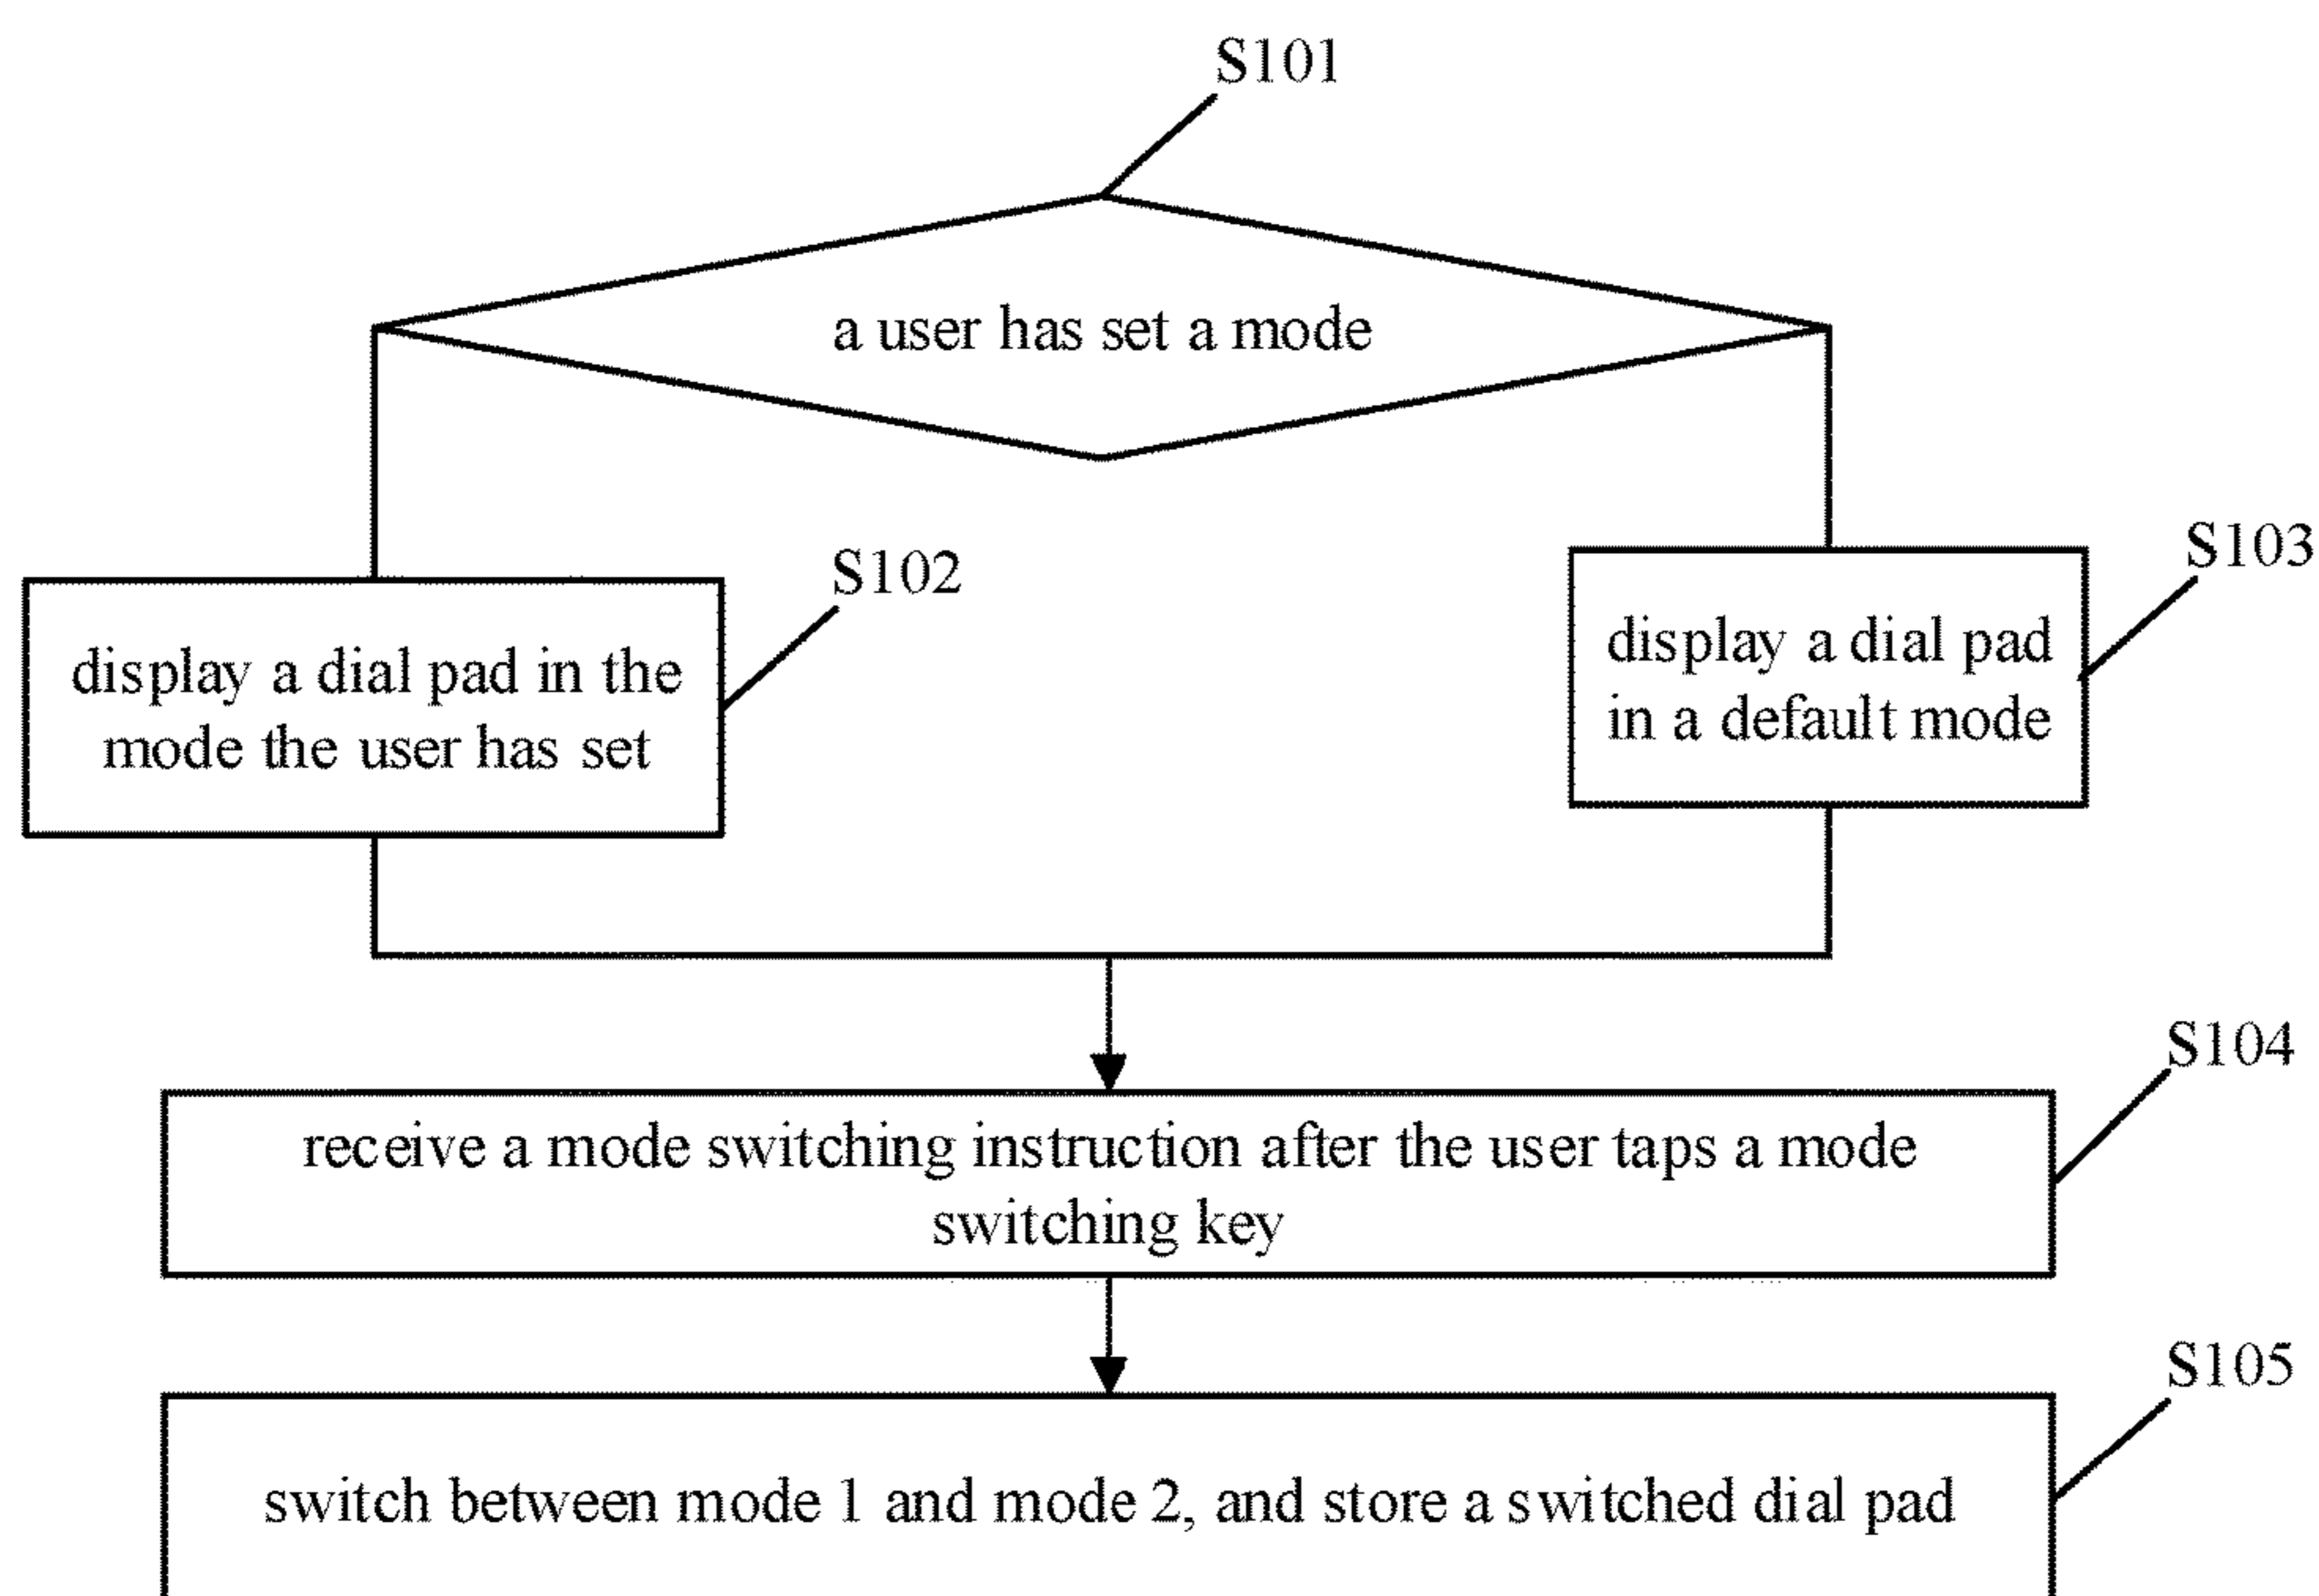 S101
a user has set a mode
S102
display a dial pad in the
mode the user has set
S103
display a dial pad
in a default mode
S104
receive a mode switching instruction after the user taps a mode
switching key
S105
switch between mode 1 and mode 2, and store a switched dial pad